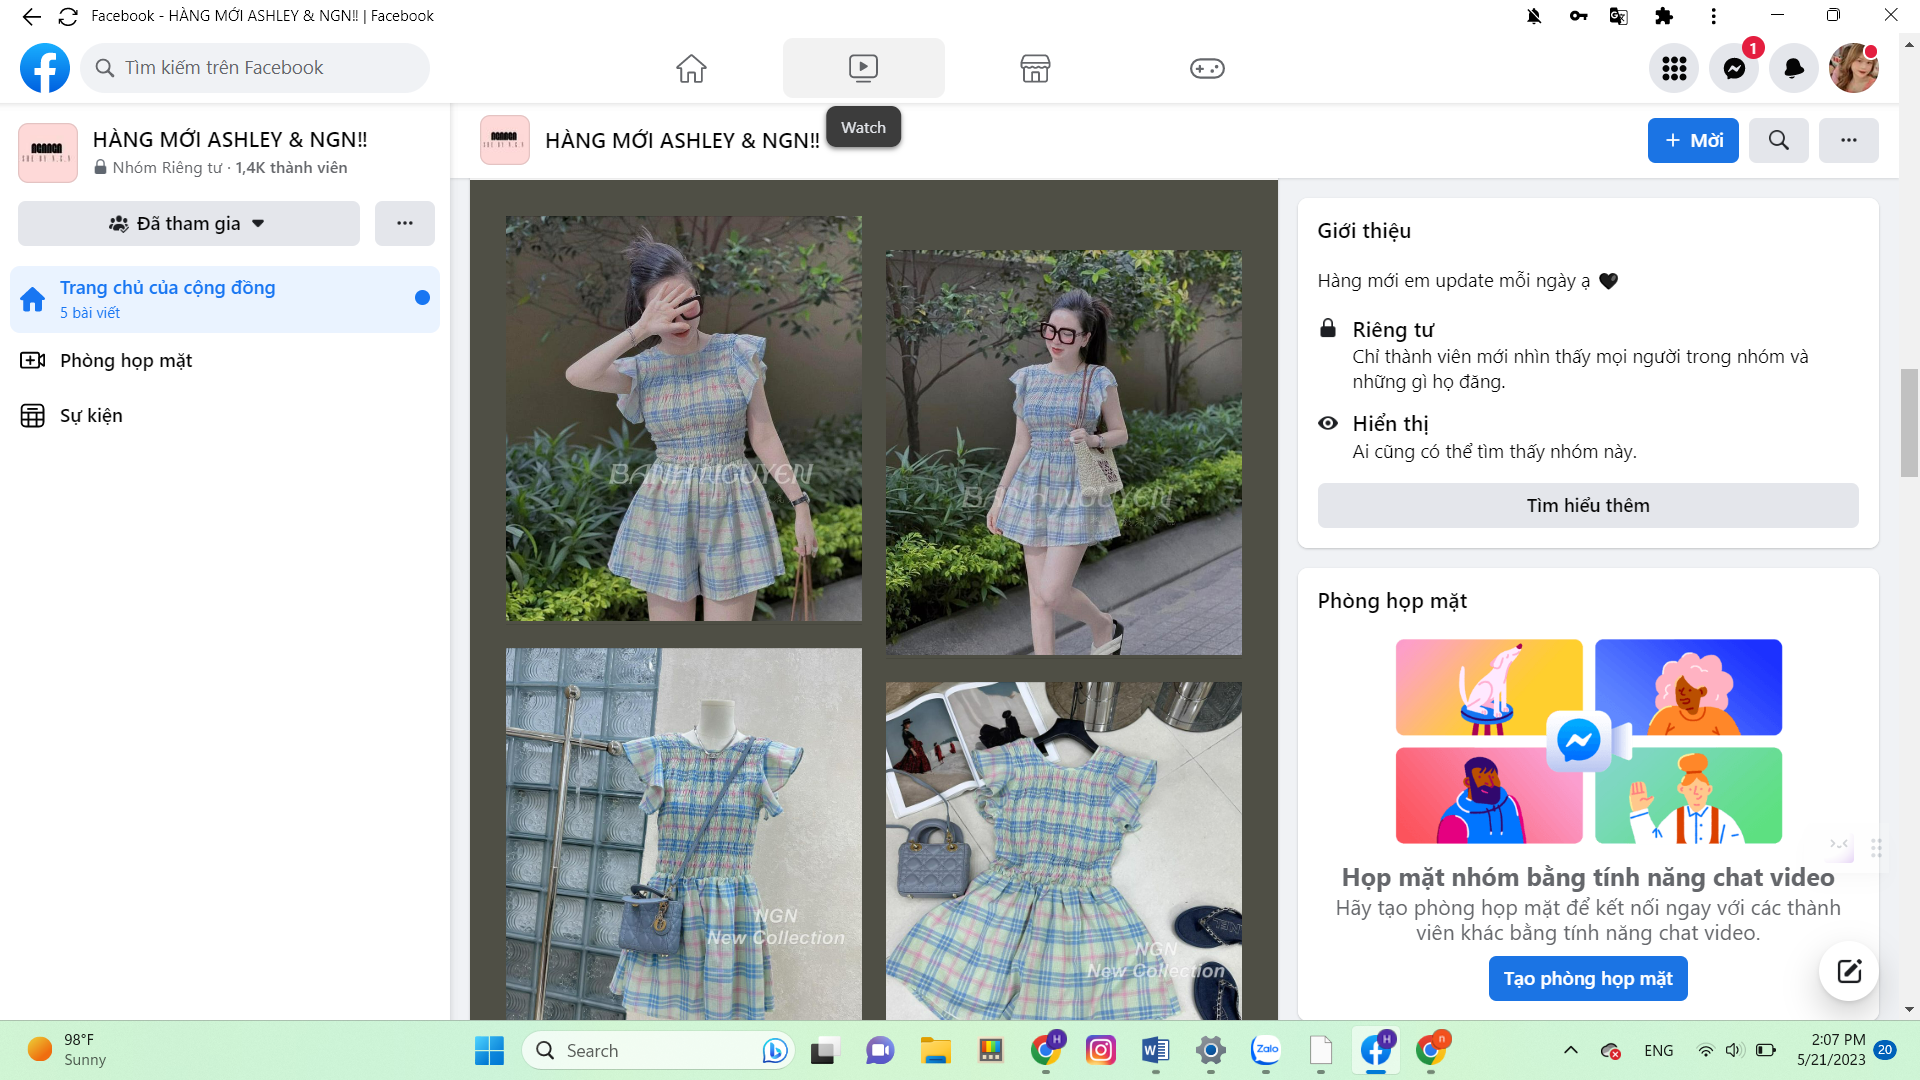 Facebook - HÀNG MỚI ASHLEY & NGN!! | Facebook
Tìm kiếm trên Facebook
1
Watch
NGNNGN
HÀNG MỚI ASHLEY & NGN!!
Nhóm Riêng tư · 1,4K thành viên
Đã tham gia
Trang chủ của cộng đồng
5 bài viết
Phòng họp mặt
Sự kiện
NGNNGN
HÀNG MỚI ASHLEY & NGN!!
+ Mời
BANH NGUYEN
BANH NGUYEN
NGN
New Collection
NGN
New Collection
Giới thiệu
Hàng mới em update mỗi ngày ạ 🖤
Riêng tư
Chỉ thành viên mới nhìn thấy mọi người trong nhóm và
những gì họ đăng.
Hiển thị
Ai cũng có thể tìm thấy nhóm này.
Tìm hiểu thêm
Phòng họp mặt
Họp mặt nhóm bằng tính năng chat video
Hãy tạo phòng họp mặt để kết nối ngay với các thành
viên khác bằng tính năng chat video.
Tạo phòng họp mặt
98°F
Sunny
Search
H
Zalo
H
n
ENG
2:07 PM
5/21/2023
20